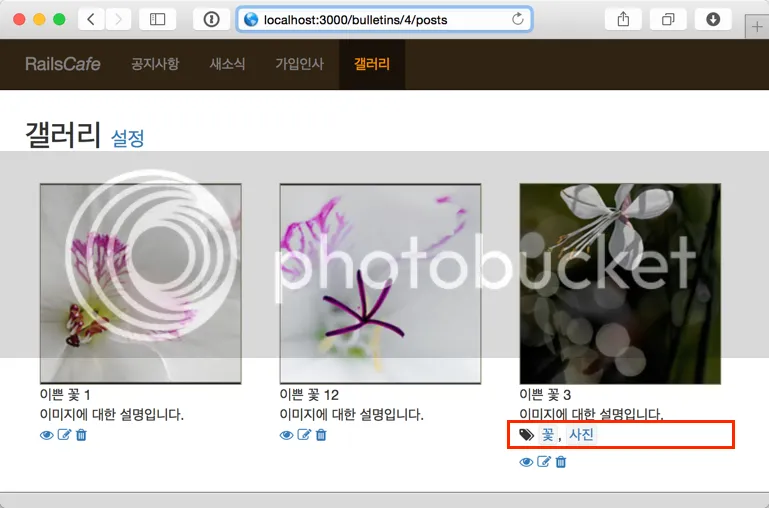 localhost:3000/bulletins/4/posts
RailsCafe 공지사항 새소식 가입인사 갤러리
갤러리 설정
photobucket
이쁜 꽃 1
이미지에 대한 설명입니다.
이쁜 꽃 12
이미지에 대한 설명입니다.
이쁜 꽃 3
이미지에 대한 설명입니다.
꽃 , 사진